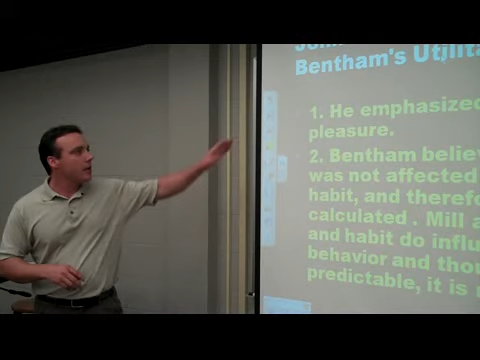 Bentham's Utilita
1. He emphasized
pleasure.
2. Bentham believ
was not affected
habit, and therefo
calculated . Mill a
and habit do influ
behavior and thou
predictable, it is